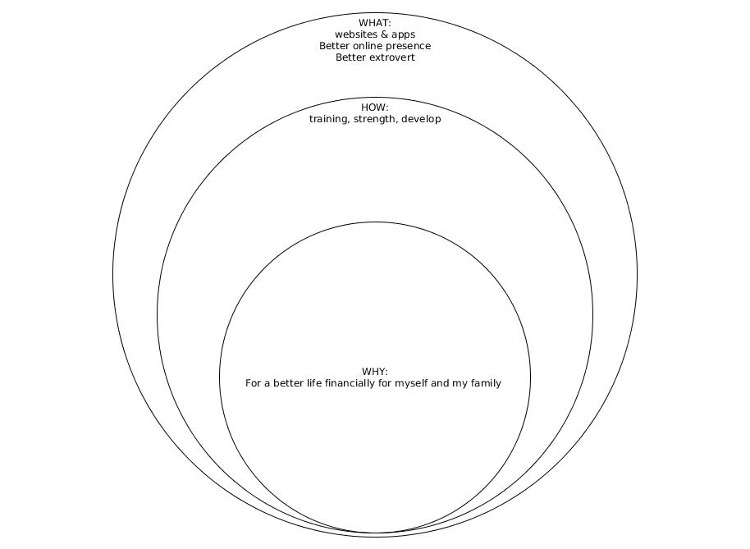 WHAT:
websites & apps
Better online presence
Better extrovert
HOW:
training, strength, develop
WHY:
For a better life financially for myself and my family